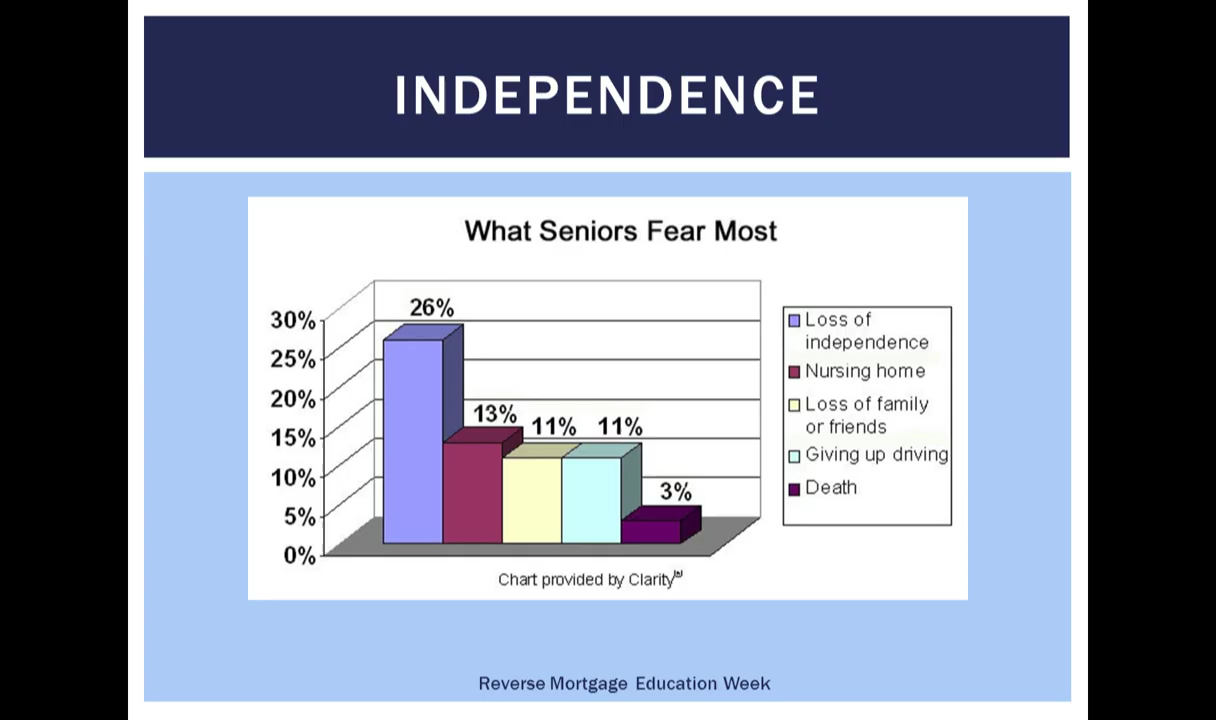 INDEPENDENCE
What Seniors Fear Most
26%
13%
11%
11%
3%
30%
25%
20%
15%
10%
5%
0%
Loss of
independence
Nursing home
Loss of family
or friends
Giving up driving
Death
Chart provided by Clarity
Reverse Mortgage Education Week